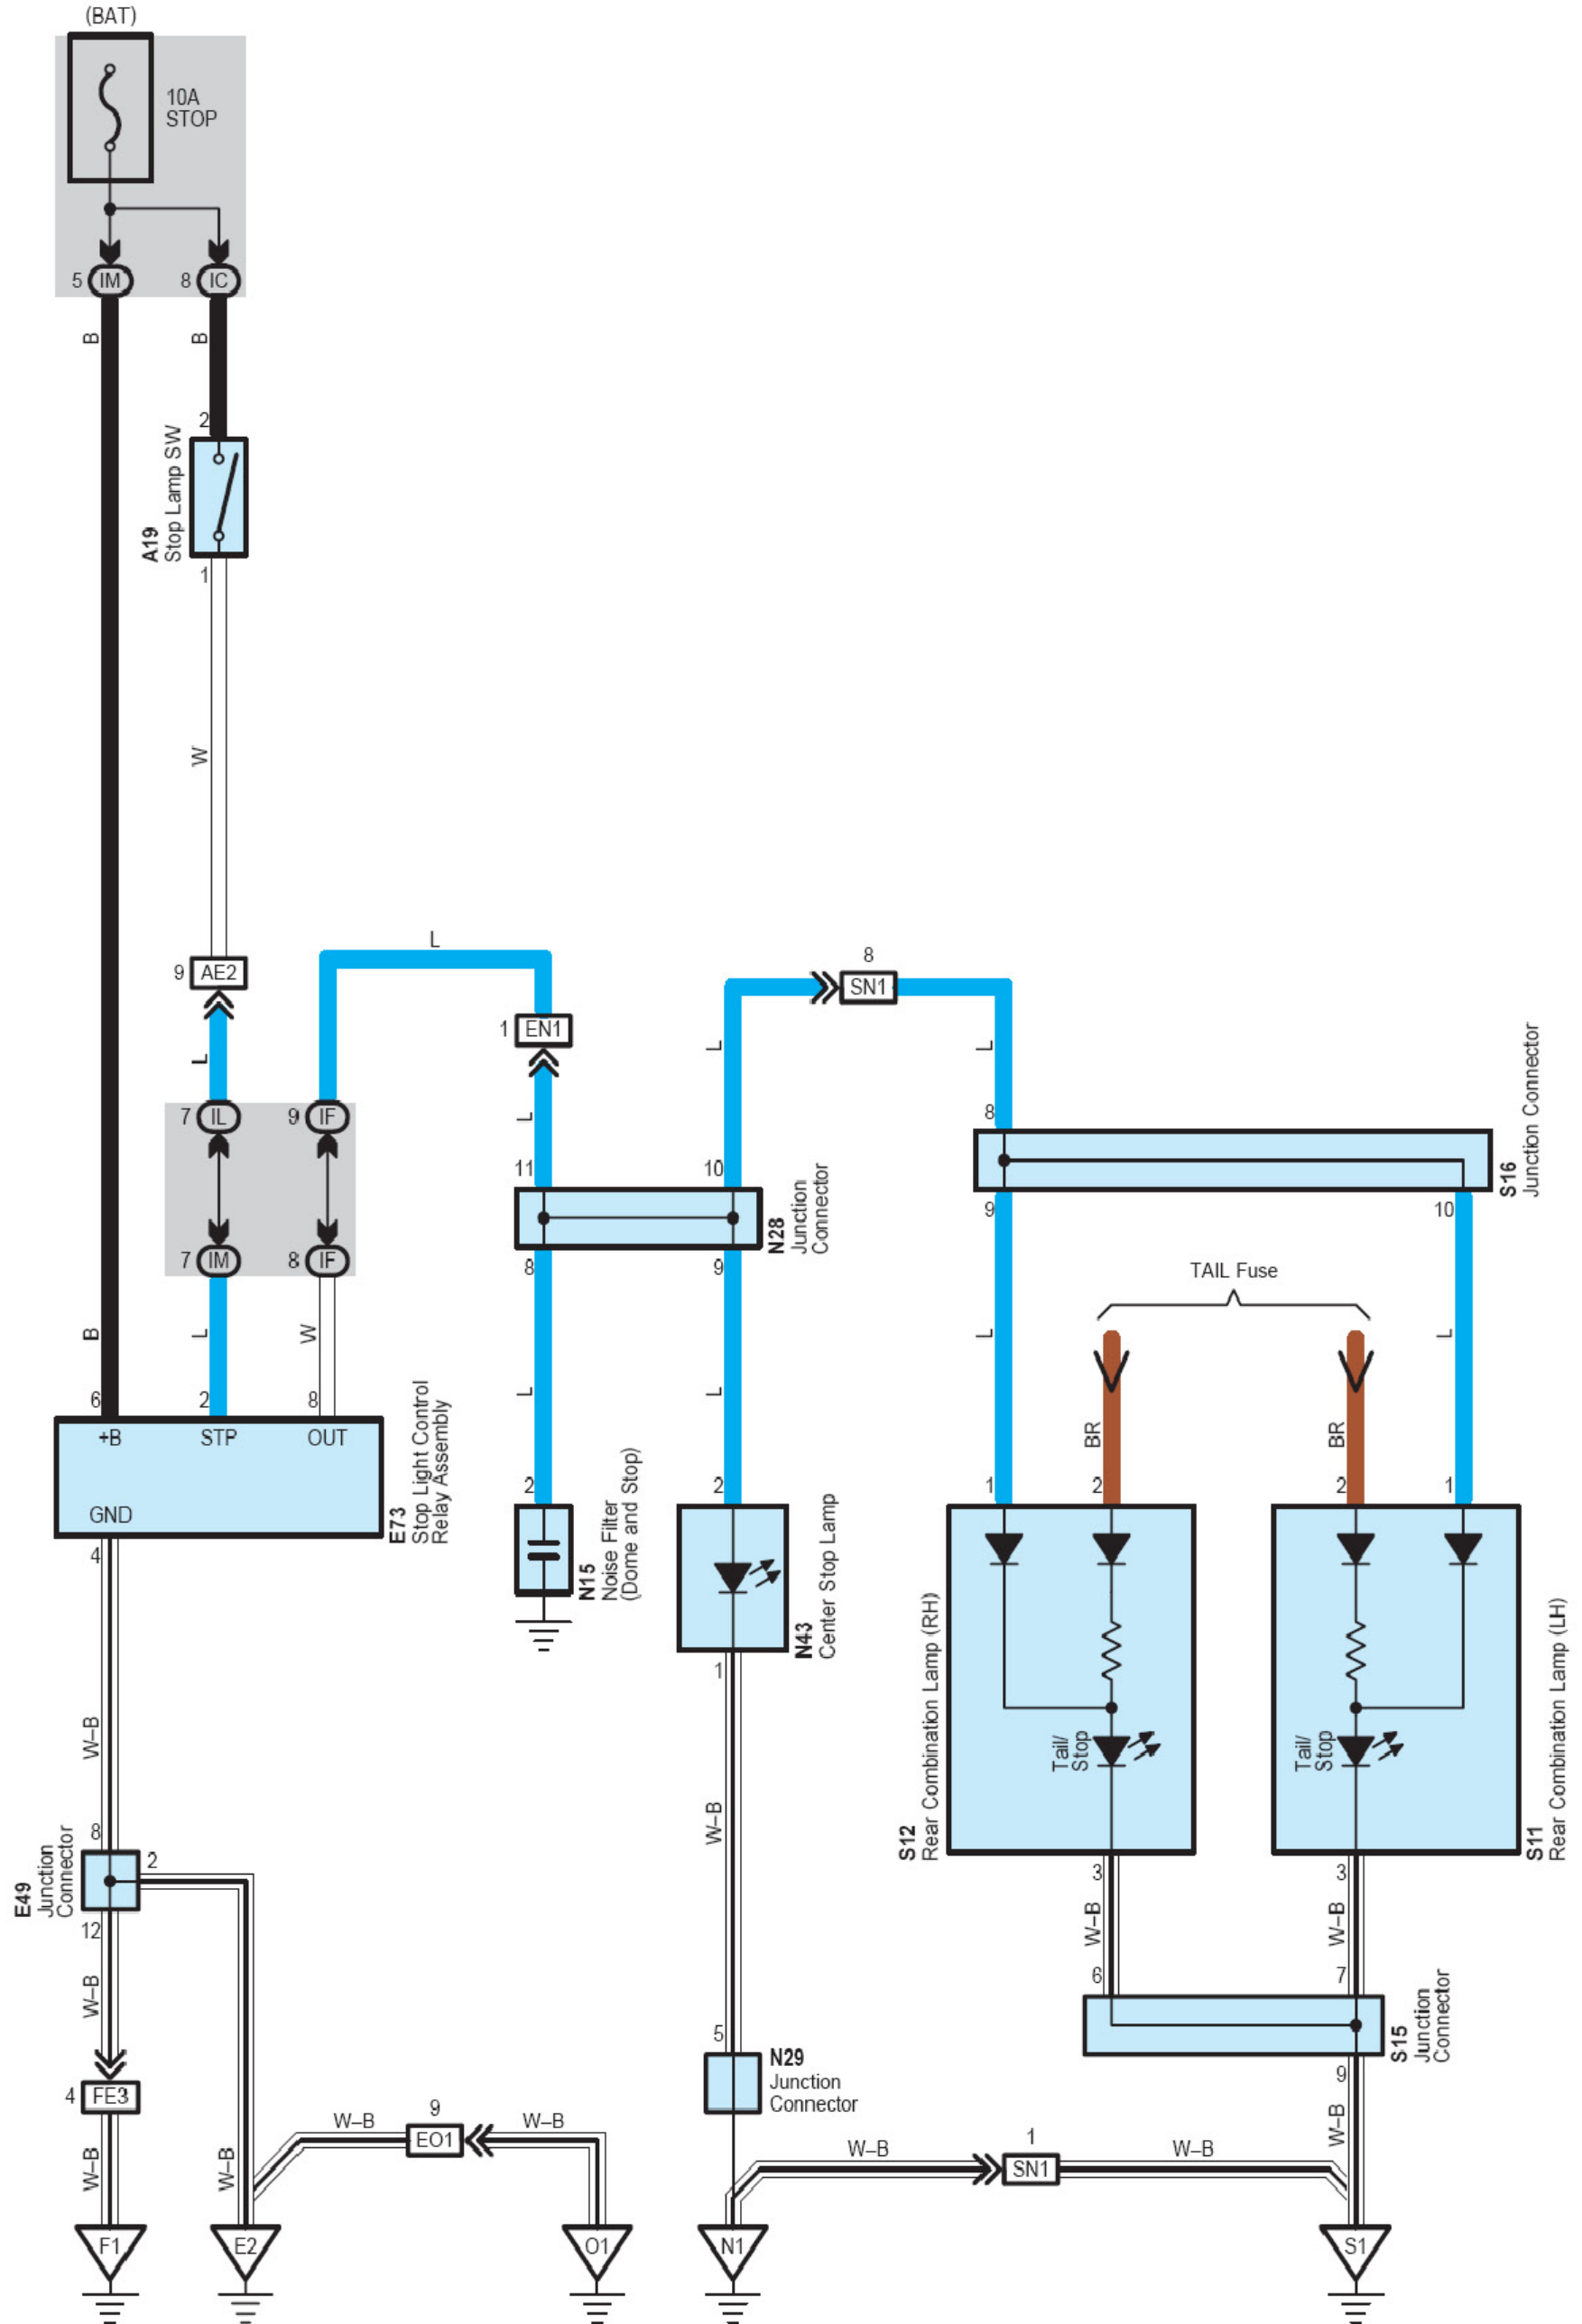 (BAT)
10A
STOP
5
IM
8
IC
B
B
2
A19
Stop Lamp SW
1
W
9
AE2
L
L
8
SN1
1
EN1
L
L
L
L
7
IL
9
IF
8
S16
Junction Connector
11
10
N28
Junction
Connector
9
10
7
IM
8
IF
8
9
TAIL Fuse
B
L
W
L
L
L
L
6
2
8
BR
BR
+B
STP
OUT
GND
E73
Stop Light Control
Relay Assembly
2
2
1
2
2
1
4
N15
Noise Filter
(Dome and Stop)
N43
Center Stop Lamp
1
W–B
Tail/
Stop
Tail/
Stop
S12
Rear Combination Lamp (RH)
S11
Rear Combination Lamp (LH)
W–B
8
2
E49
Junction
Connector
12
3
3
W–B
W–B
W–B
6
7
S15
Junction
Connector
5
N29
Junction
Connector
9
4
FE3
W–B
9
EO1
W–B
W–B
W–B
W–B
1
SN1
W–B
W–B
F1
E2
O1
N1
S1